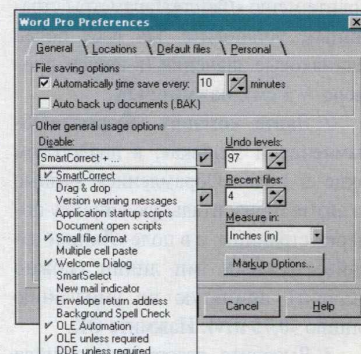 Word Pro Preferences
General Locations Default files Personal
File saving options
Automatically time save every: 10 minutes
Auto back up documents (.BAK)
Other general usage options
Disable:
SmartCorrect + ...
SmartCorrect
Drag & drop
Version warning messages
Application startup scripts
Document open scripts
Small file format
Multiple cell paste
Welcome Dialog
SmartSelect
New mail indicator
Envelope return address
Background Spell Check
OLE Automation
OLE unless required
DDE unless required
Undo levels:
97
Recent files:
4
Measure in:
Inches (in)
Markup Options...
Cancel Help